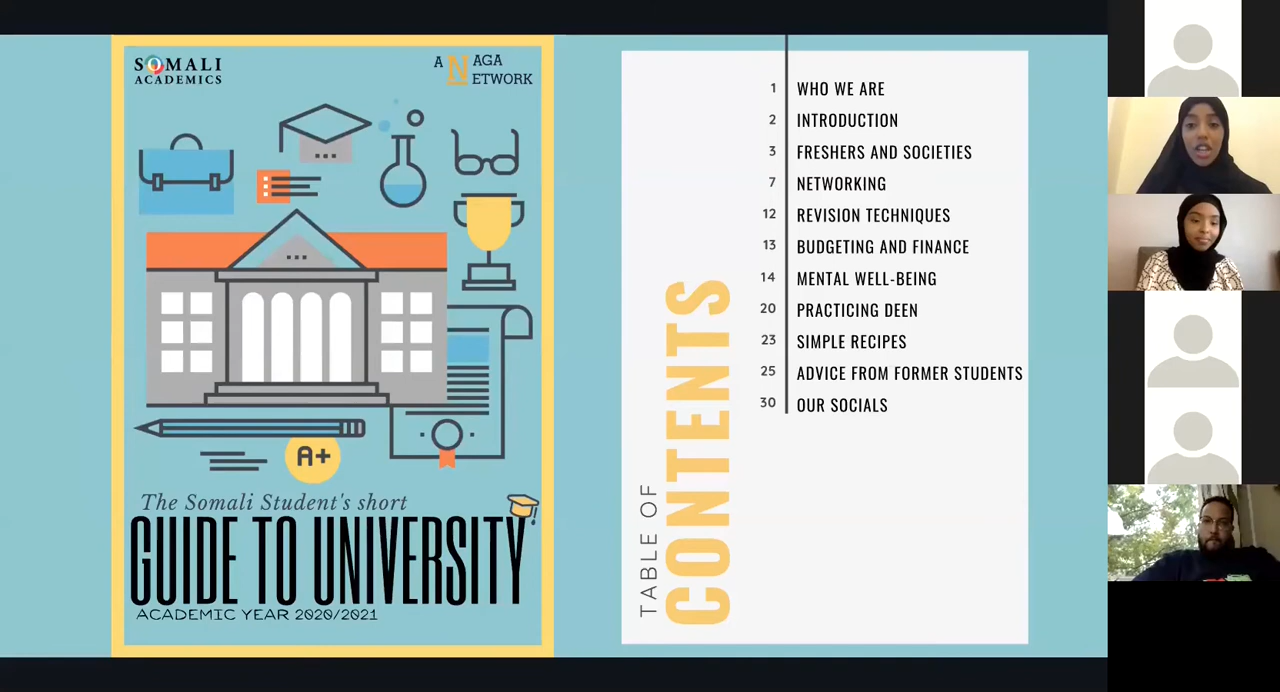 SOMALI
ACADEMICS
A NAGA
NETWORK
A+
The Somali Student's short
GUIDE TO UNIVERSITY
ACADEMIC YEAR 2020/2021
TABLE OF
CONTENTS
1 WHO WE ARE
2 INTRODUCTION
3 FRESHERS AND SOCIETIES
7 NETWORKING
12 REVISION TECHNIQUES
13 BUDGETING AND FINANCE
14 MENTAL WELL-BEING
20 PRACTICING DEEN
23 SIMPLE RECIPES
25 ADVICE FROM FORMER STUDENTS
30 OUR SOCIALS